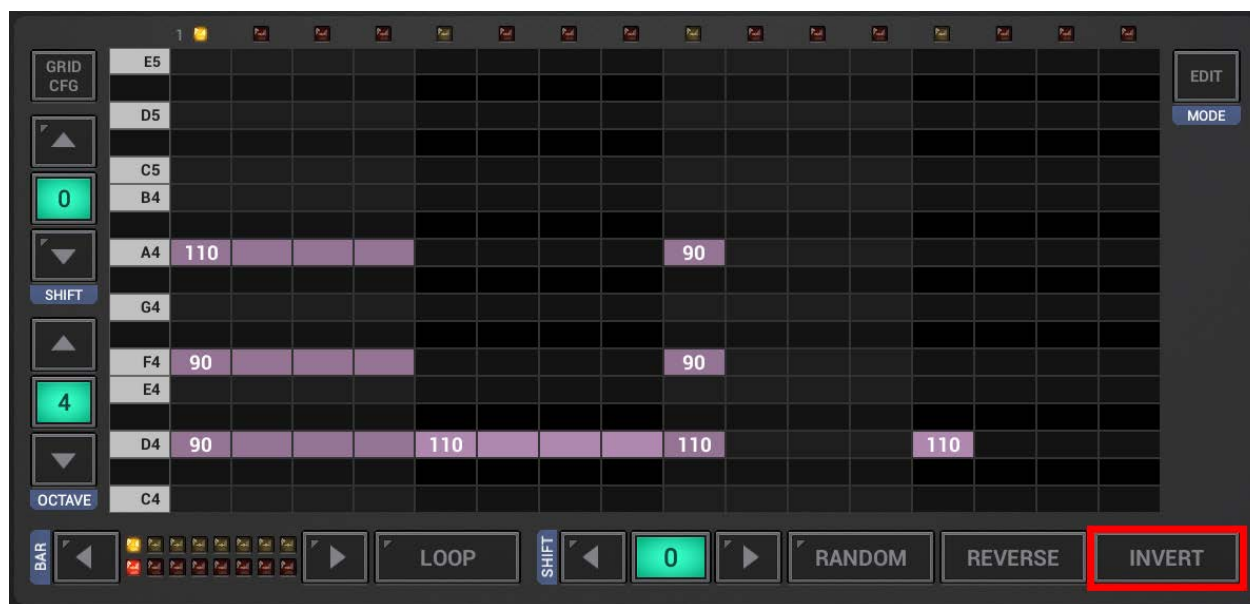 1
GRID
CFG
E5
EDIT
MODE
D5
C5
0
B4
A4 110 90
SHIFT
G4
F4 90 90
4
E4
D4 90 110 110 110
OCTAVE
C4
BAR
LOOP
SHIFT
0
RANDOM
REVERSE
INVERT